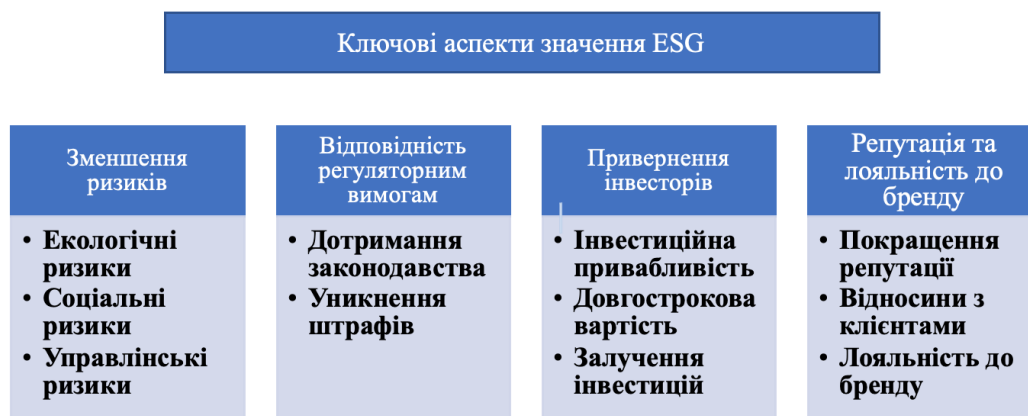 Ключові аспекти значення ESG
Зменшення
ризиків
• Екологічні
ризики
• Соціальні
ризики
• Управлінські
ризики
Відповідність
регуляторним
вимогам
• Дотримання
законодавства
• Уникнення
штрафів
Привернення
інвесторів
• Інвестиційна
привабливість
• Довгострокова
вартість
• Залучення
інвестицій
Репутація та
лояльність до
бренду
• Покращення
репутації
• Відносини з
клієнтами
• Лояльність до
бренду